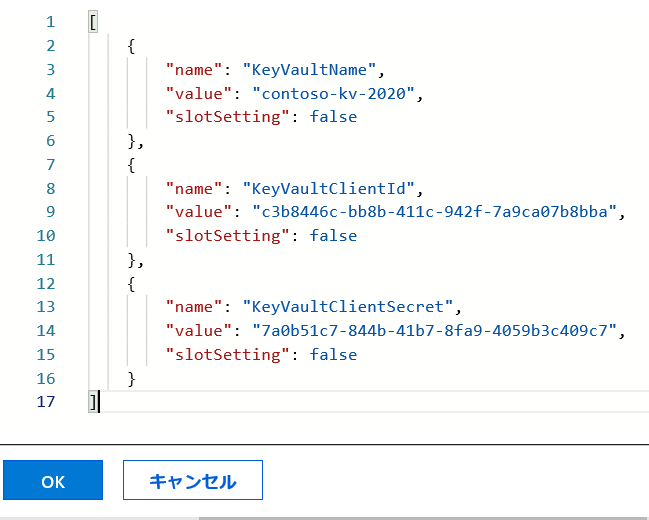 1 [
2 {
3 "name": "KeyVaultName",
4 "value": "contoso-kv-2020",
5 "slotSetting": false
6 },
7 {
8 "name": "KeyVaultClientId",
9 "value": "c3b8446c-bb8b-411c-942f-7a9ca07b8bba",
10 "slotSetting": false
11 },
12 {
13 "name": "KeyVaultClientSecret",
14 "value": "7a0b51c7-844b-41b7-8fa9-4059b3c409c7",
15 "slotSetting": false
16 }
17 ]
OK キャンセル